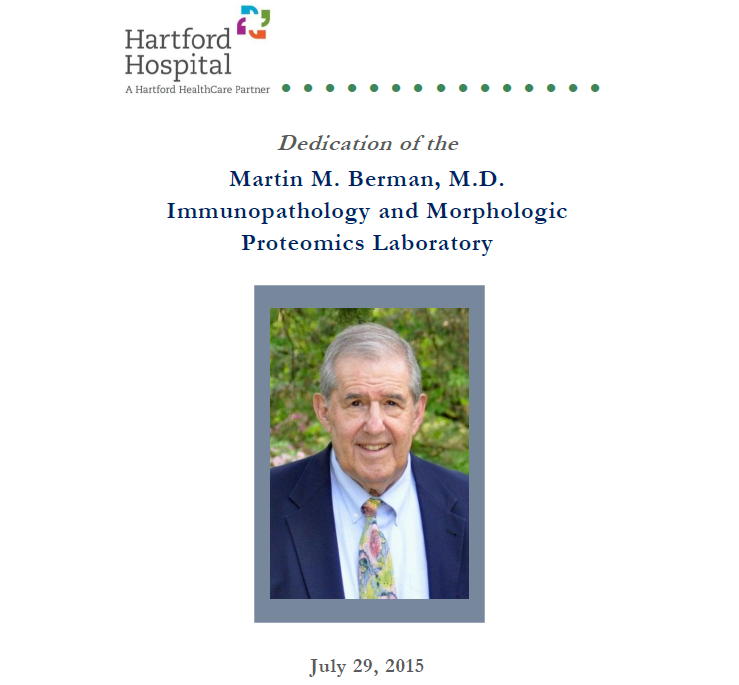 Hartford
Hospital
A Hartford HealthCare Partner
Dedication of the
Martin M. Berman, M.D.
Immunopathology and Morphologic
Proteomics Laboratory
July 29, 2015